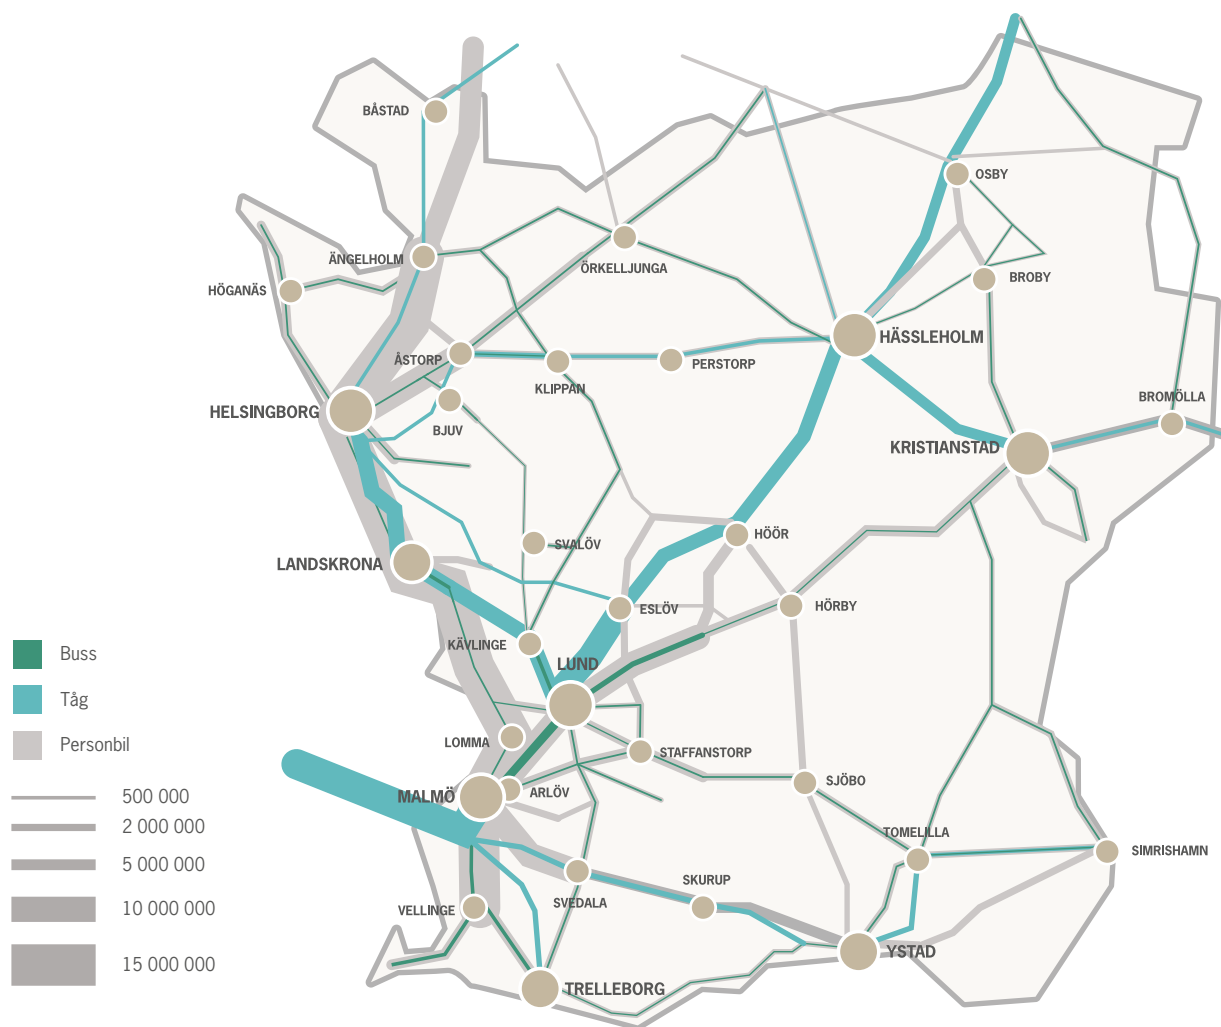 BÅSTAD
OSBY
ÄNGELHOLM
ÖRKELLJUNGA
HÖGANÄS
BROBY
HÄSSLEHOLM
ÅSTORP
PERSTORP
KLIPPAN
BROMÖLLA
HELSINGBORG
BJUV
KRISTIANSTAD
HÖÖR
SVALÖV
LANDSKRONA
ESLÖV
HÖRBY
KÄVLINGE
LUND
Buss
Tåg
Personbil
LOMMA
STAFFANSTORP
SJÖBO
MALMÖ
ARLÖV
500 000
2 000 000
5 000 000
10 000 000
15 000 000
TOMELILLA
SIMRISHAMN
SKURUP
SVEDALA
VELLINGE
YSTAD
TRELLEBORG